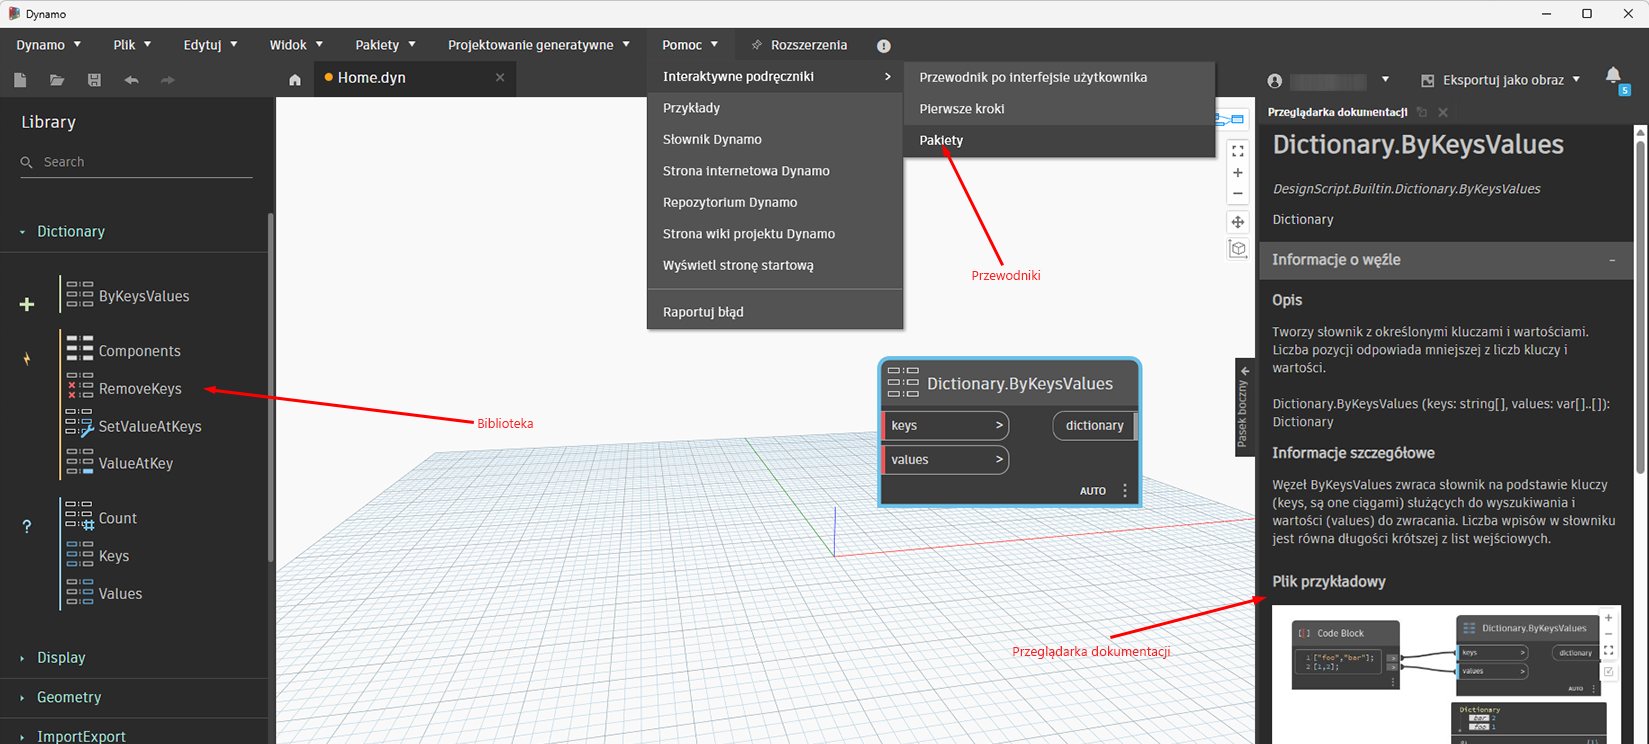 Dynamo
Dynamo Plik Edytuj Widok Pakiety Projektowanie generatywne Pomoc Rozszerzenia
Home.dyn
Eksportuj jako obraz
5
Library
Search
Dictionary
ByKeysValues
Components
RemoveKeys
SetValueAtKeys
ValueAtKey
Count
Keys
Values
Display
Geometry
ImportExport
Biblioteka
Interaktywne podręczniki
Przykłady
Słownik Dynamo
Strona internetowa Dynamo
Repozytorium Dynamo
Strona wiki projektu Dynamo
Wyświetl stronę startową
Raportuj błąd
Przewodnik po interfejsie użytkownika
Pierwsze kroki
Pakiety
Przewodniki
Dictionary.ByKeysValues
keys > dictionary
values >
AUTO
Pasek boczny
Przeglądarka dokumentacji
Przeglądarka dokumentacji
Dictionary.ByKeysValues
DesignScript.Builtin.Dictionary.ByKeysValues
Dictionary
Informacje o węźle
Opis
Tworzy słownik z określonymi kluczami i wartościami.
Liczba pozycji odpowiada mniejszej z liczb kluczy i
wartości.
Dictionary.ByKeysValues (keys: string[], values: var[]..[]):
Dictionary
Informacje szczegółowe
Węzeł ByKeysValues zwraca słownik na podstawie kluczy
(keys, są one ciągami) służących do wyszukiwania i
wartości (values) do zwracania. Liczba wpisów w słowniku
jest równa długości krótszej z list wejściowych.
Plik przykładowy
Code Block
1 ["foo","bar"];
2 [1,2];
Dictionary.ByKeysValues
keys > dictionary
values >
AUTO
Dictionary
bar 2
foo 1